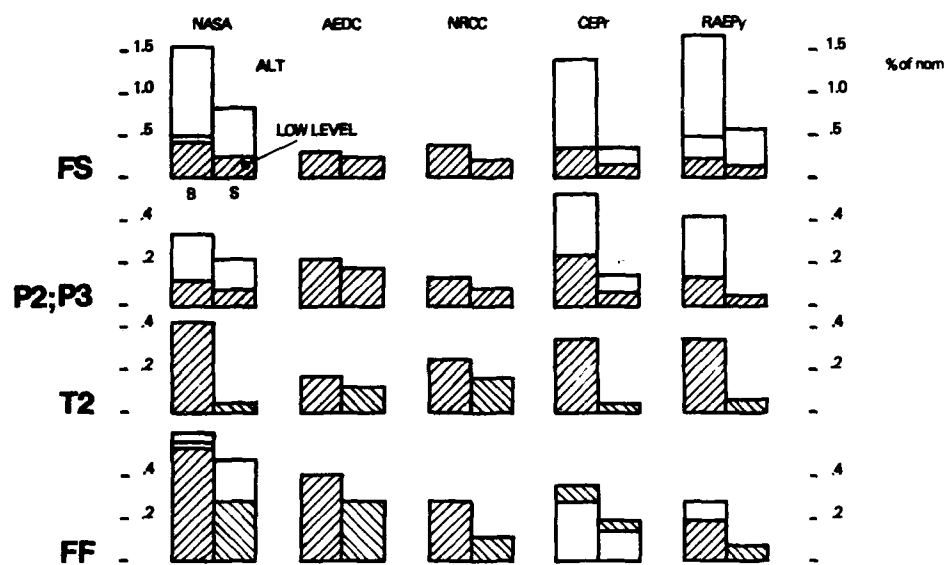 NASA AEDC NRCC CEPr RAEPy
1.5 1.5
ALT % of nom
1.0 1.0
LOW LEVEL
.5 .5
FS
B S
.4 .4
.2 .2
P2;P3
.4 .4
.2 .2
T2
.4 .4
.2 .2
FF